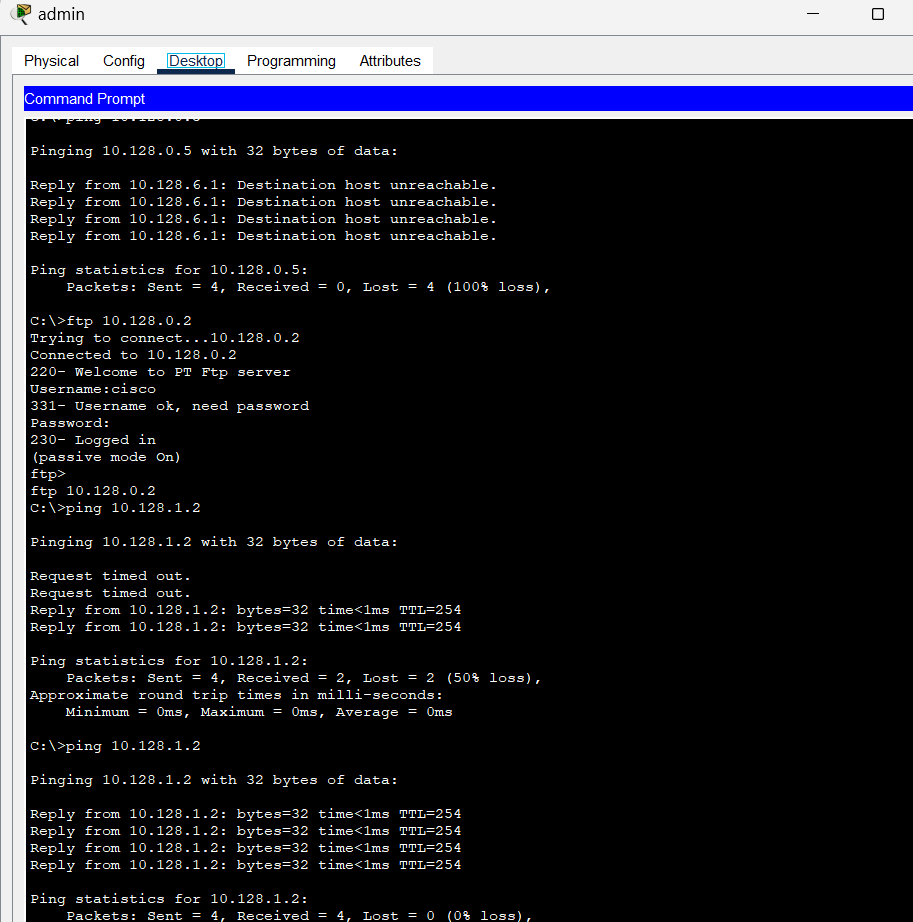 admin
Physical Config Desktop Programming Attributes
Command Prompt
Pinging 10.128.0.5 with 32 bytes of data:
Reply from 10.128.6.1: Destination host unreachable.
Reply from 10.128.6.1: Destination host unreachable.
Reply from 10.128.6.1: Destination host unreachable.
Reply from 10.128.6.1: Destination host unreachable.
Ping statistics for 10.128.0.5:
Packets: Sent = 4, Received = 0, Lost = 4 (100% loss),
C:\>ftp 10.128.0.2
Trying to connect...10.128.0.2
Connected to 10.128.0.2
220- Welcome to PT Ftp server
Username:cisco
331- Username ok, need password
Password:
230- Logged in
(passive mode On)
ftp>
ftp 10.128.0.2
C:\>ping 10.128.1.2
Pinging 10.128.1.2 with 32 bytes of data:
Request timed out.
Request timed out.
Reply from 10.128.1.2: bytes=32 time<1ms TTL=254
Reply from 10.128.1.2: bytes=32 time<1ms TTL=254
Ping statistics for 10.128.1.2:
Packets: Sent = 4, Received = 2, Lost = 2 (50% loss),
Approximate round trip times in milli-seconds:
Minimum = 0ms, Maximum = 0ms, Average = 0ms
C:\>ping 10.128.1.2
Pinging 10.128.1.2 with 32 bytes of data:
Reply from 10.128.1.2: bytes=32 time<1ms TTL=254
Reply from 10.128.1.2: bytes=32 time<1ms TTL=254
Reply from 10.128.1.2: bytes=32 time<1ms TTL=254
Reply from 10.128.1.2: bytes=32 time<1ms TTL=254
Ping statistics for 10.128.1.2:
Packets: Sent = 4, Received = 4, Lost = 0 (0% loss),